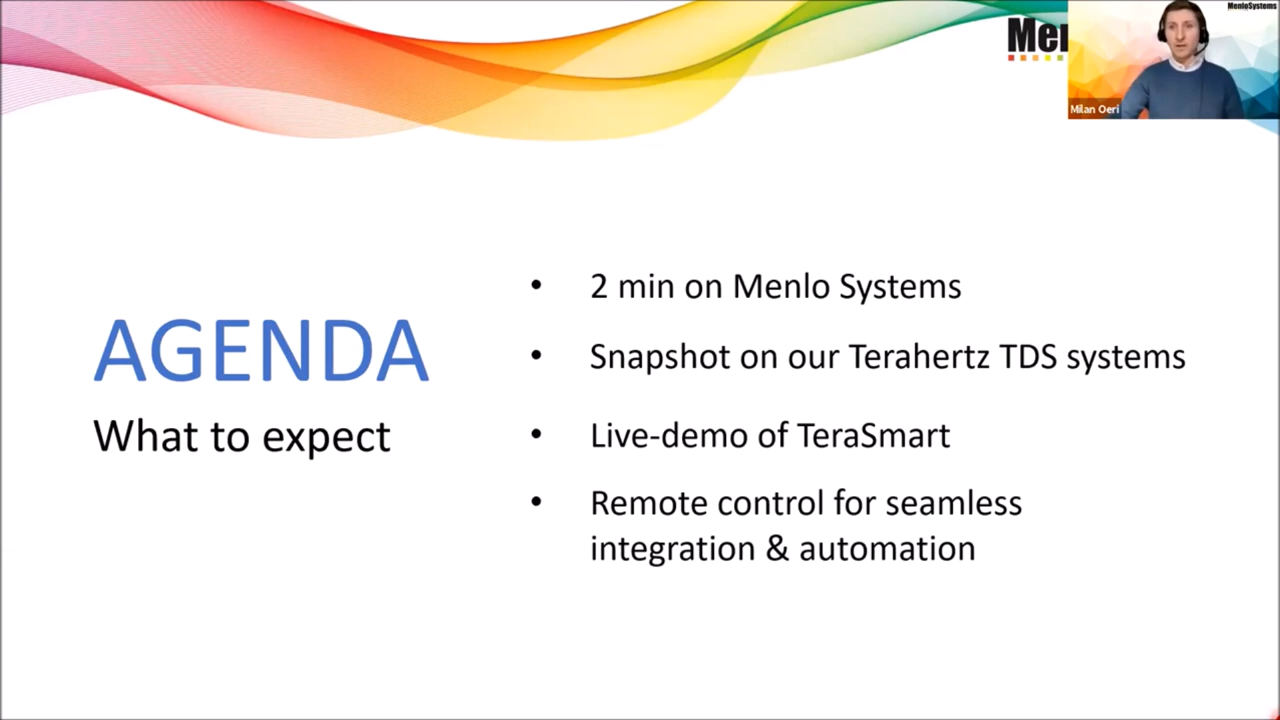 MenloSystems
Men
Milan Oeri
AGENDA
What to expect
• 2 min on Menlo Systems
• Snapshot on our Terahertz TDS systems
• Live-demo of TeraSmart
• Remote control for seamless
integration & automation